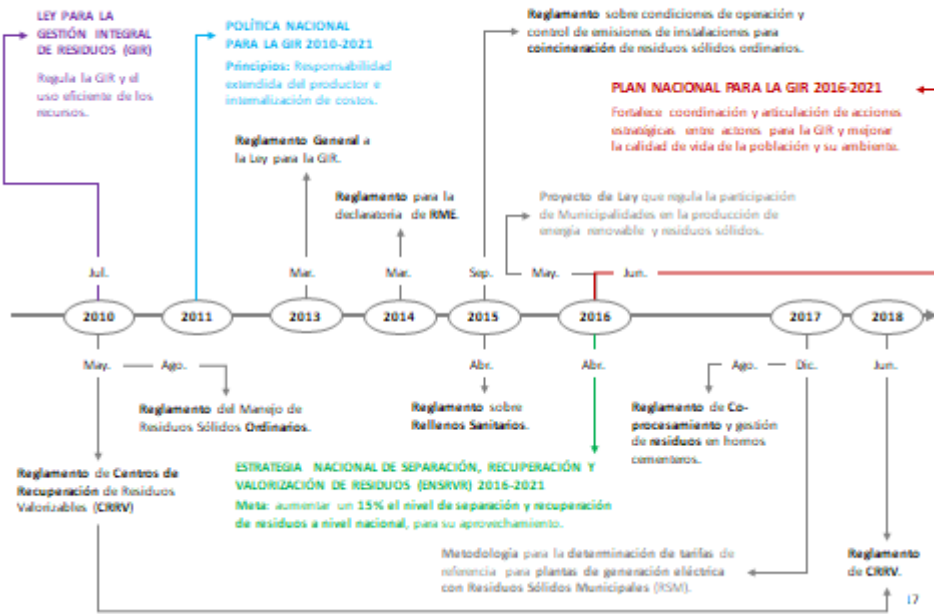 LEY PARA LA
GESTIÓN INTEGRAL
DE RESIDUOS (GIR)
Regula la GIR y el
uso eficiente de los
recursos.
POLÍTICA NACIONAL
PARA LA GIR 2010-2021
Principios: Responsabilidad
extendida del productor e
internalización de costos.
Reglamento General a
la Ley para la GIR.
Reglamento para la
declaratoria de RME.
Reglamento sobre condiciones de operación y
control de emisiones de instalaciones para
coincineración de residuos sólidos ordinarios.
PLAN NACIONAL PARA LA GIR 2016-2021
Fortalece coordinación y articulación de acciones
estratégicas entre actores para la GIR y mejorar
la calidad de vida de la población y su ambiente.
Proyecto de Ley que regula la participación
de Municipalidades en la producción de
energía renovable y residuos sólidos.
Jul.
Mar.
Mar.
Sep.
May.
Jun.
2010
2011
2013
2014
2015
2016
2017
2018
May.
Ago.
Abr.
Abr.
Ago.
Dic.
Jun.
Reglamento del Manejo de
Residuos Sólidos Ordinarios.
Reglamento sobre
Rellenos Sanitarios.
Reglamento de Co-
procesamiento y gestión
de residuos en hornos
cementeros.
Reglamento de Centros de
Recuperación de Residuos
Valorizables (CRRV)
ESTRATEGIA NACIONAL DE SEPARACIÓN, RECUPERACIÓN Y
VALORIZACIÓN DE RESIDUOS (ENSRVR) 2016-2021
Meta: aumentar un 15% el nivel de separación y recuperación
de residuos a nivel nacional, para su aprovechamiento.
Metodología para la determinación de tarifas de
referencia para plantas de generación eléctrica
con Residuos Sólidos Municipales (RSM).
Reglamento
de CRRV.
17